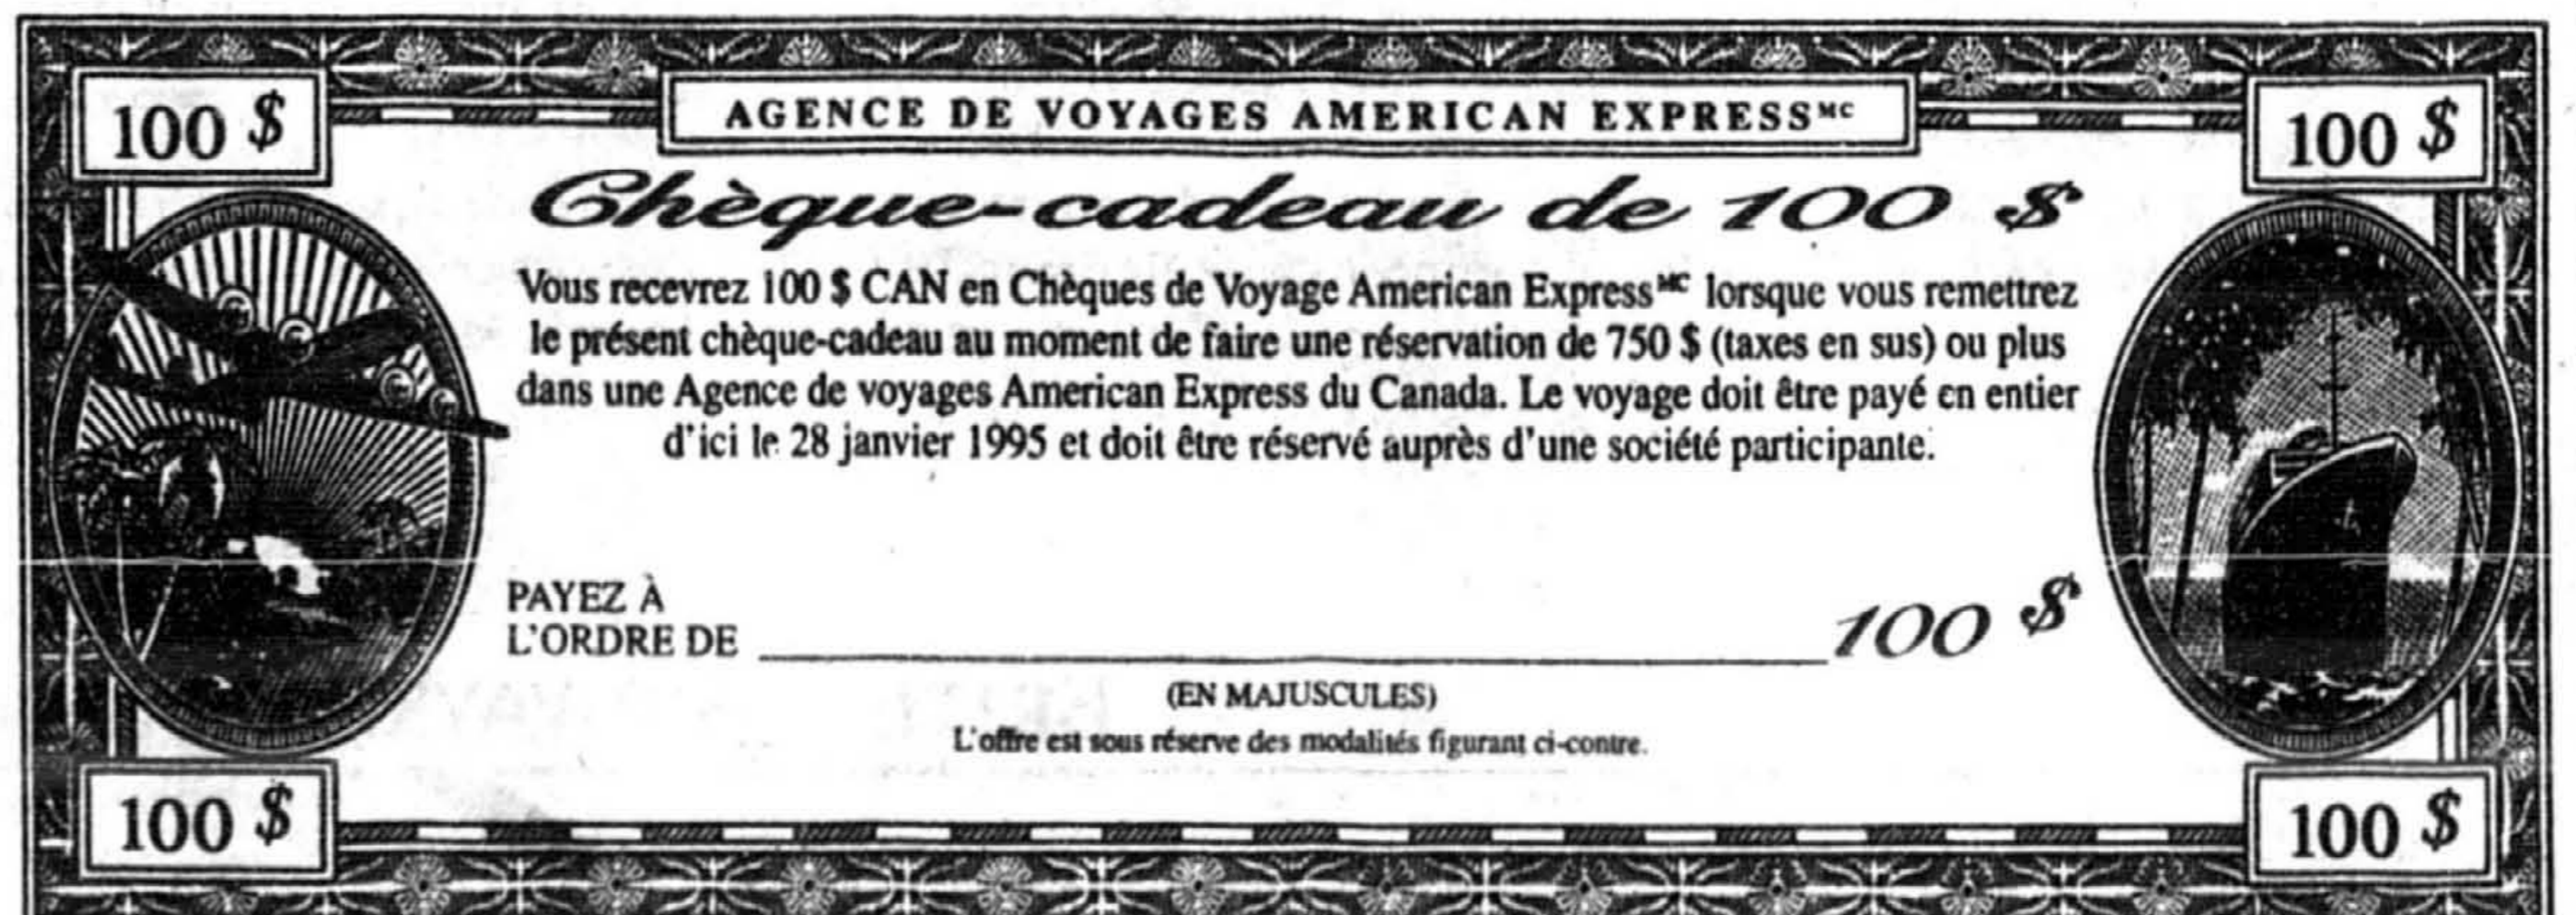 100 $
AGENCE DE VOYAGES AMERICAN EXPRESSMC
100 $
Chèque-cadeau de 100 $
Vous recevrez 100 $ CAN en Chèques de Voyage American ExpressMC lorsque vous remettrez
le présent chèque-cadeau au moment de faire une réservation de 750 $ (taxes en sus) ou plus
dans une Agence de voyages American Express du Canada. Le voyage doit être payé en entier
d'ici le 28 janvier 1995 et doit être réservé auprès d'une société participante.
PAYEZ À
L'ORDRE DE 100 $
(EN MAJUSCULES)
L'offre est sous réserve des modalités figurant ci-contre.
100 $
100 $